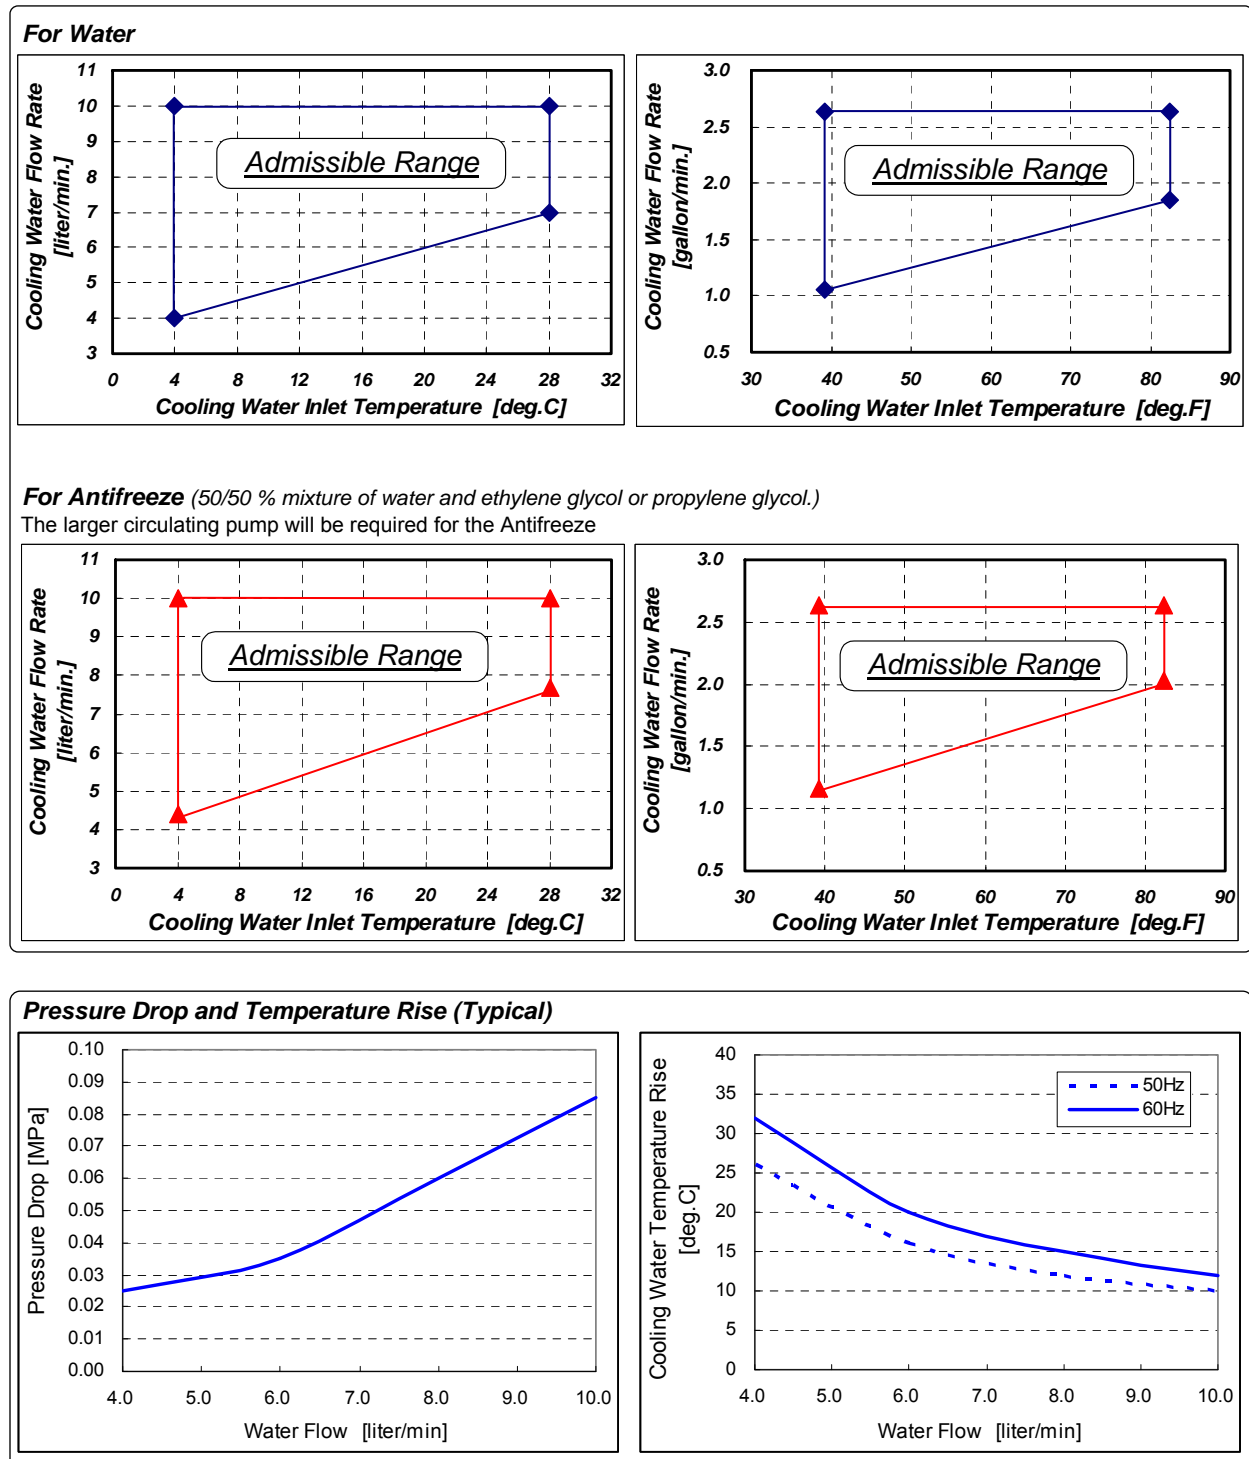 For Water
Cooling Water Flow Rate
[liter/min.]
11
10
9
8
7
6
5
4
3
Admissible Range
0 4 8 12 16 20 24 28 32
Cooling Water Inlet Temperature [deg.C]
Cooling Water Flow Rate
[gallon/min.]
3.0
2.5
2.0
1.5
1.0
0.5
Admissible Range
30 40 50 60 70 80 90
Cooling Water Inlet Temperature [deg.F]
For Antifreeze (50/50 % mixture of water and ethylene glycol or propylene glycol.)
The larger circulating pump will be required for the Antifreeze
Cooling Water Flow Rate
[liter/min.]
11
10
9
8
7
6
5
4
3
Admissible Range
0 4 8 12 16 20 24 28 32
Cooling Water Inlet Temperature [deg.C]
Cooling Water Flow Rate
[gallon/min.]
3.0
2.5
2.0
1.5
1.0
0.5
Admissible Range
30 40 50 60 70 80 90
Cooling Water Inlet Temperature [deg.F]
Pressure Drop and Temperature Rise (Typical)
Pressure Drop [MPa]
0.10
0.09
0.08
0.07
0.06
0.05
0.04
0.03
0.02
0.01
0.00
4.0 5.0 6.0 7.0 8.0 9.0 10.0
Water Flow [liter/min]
Cooling Water Temperature Rise
[deg.C]
40
35
30
25
20
15
10
5
0
50Hz
60Hz
4.0 5.0 6.0 7.0 8.0 9.0 10.0
Water Flow [liter/min]